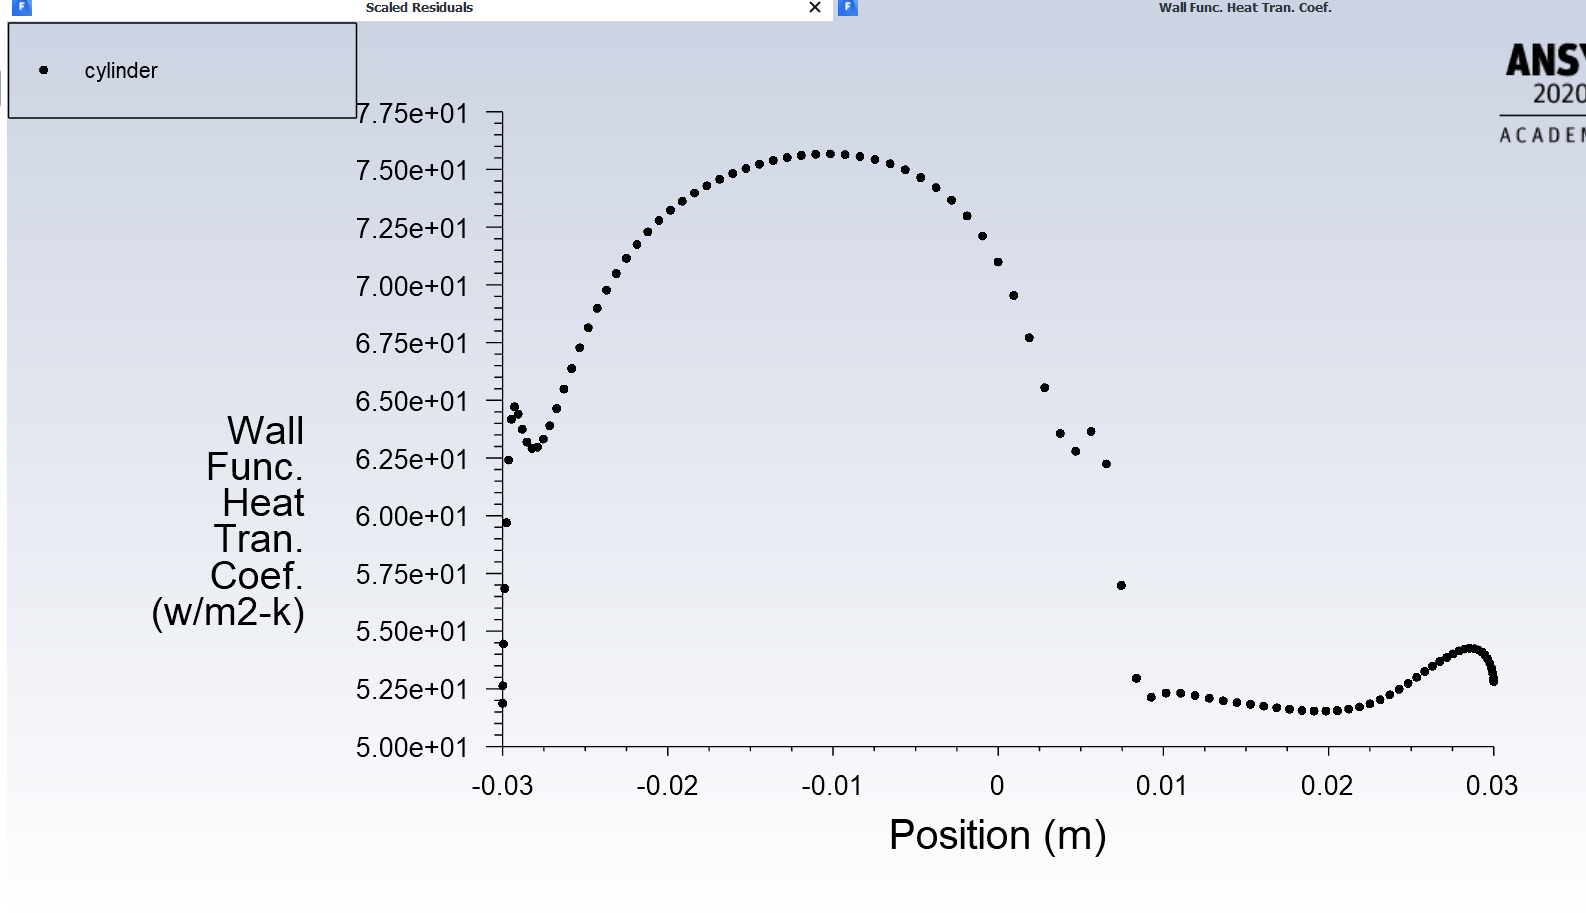 Scaled Residuals
Wall Func. Heat Tran. Coef.
cylinder
2020
7.75e+01
7.50e+01
7.25e+01
7.00e+01
6.75e+01
6.50e+01
6.25e+01
6.00e+01
5.75e+01
5.50e+01
5.25e+01
5.00e+01
Wall
Func.
Heat
Tran.
Coef.
(w/m2-k)
-0.03 -0.02 -0.01 0 0.01 0.02 0.03
Position (m)